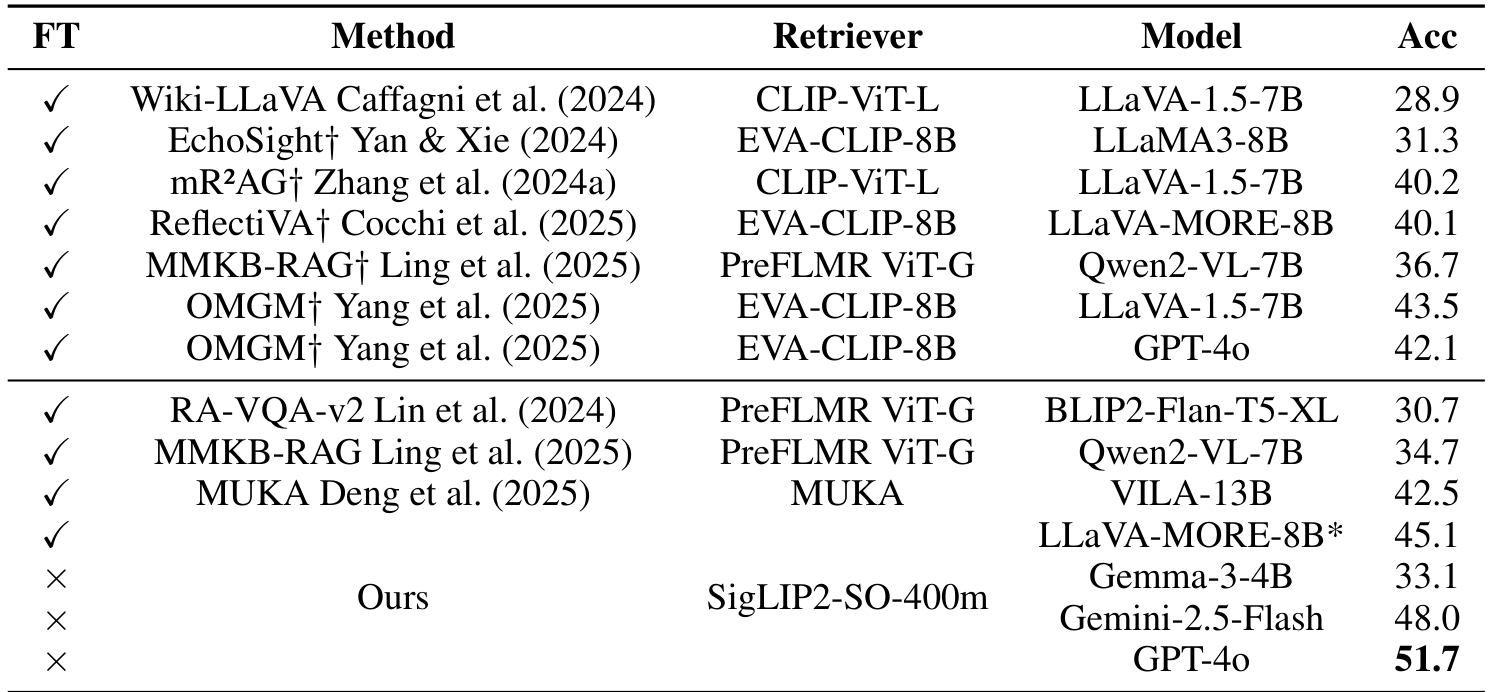 FT Method Retriever Model Acc
✓ Wiki-LLaVA Caffagni et al. (2024) CLIP-ViT-L LLaVA-1.5-7B 28.9
✓ EchoSight† Yan & Xie (2024) EVA-CLIP-8B LLaMA3-8B 31.3
✓ mR²AG† Zhang et al. (2024a) CLIP-ViT-L LLaVA-1.5-7B 40.2
✓ ReflectiVA† Cocchi et al. (2025) EVA-CLIP-8B LLaVA-MORE-8B 40.1
✓ MMKB-RAG† Ling et al. (2025) PreFLMR ViT-G Qwen2-VL-7B 36.7
✓ OMGM† Yang et al. (2025) EVA-CLIP-8B LLaVA-1.5-7B 43.5
✓ OMGM† Yang et al. (2025) EVA-CLIP-8B GPT-4o 42.1
✓ RA-VQA-v2 Lin et al. (2024) PreFLMR ViT-G BLIP2-Flan-T5-XL 30.7
✓ MMKB-RAG Ling et al. (2025) PreFLMR ViT-G Qwen2-VL-7B 34.7
✓ MUKA Deng et al. (2025) MUKA VILA-13B 42.5
✓ LLaVA-MORE-8B* 45.1
× Gemma-3-4B 33.1
Ours SigLIP2-SO-400m
× Gemini-2.5-Flash 48.0
× GPT-4o 51.7